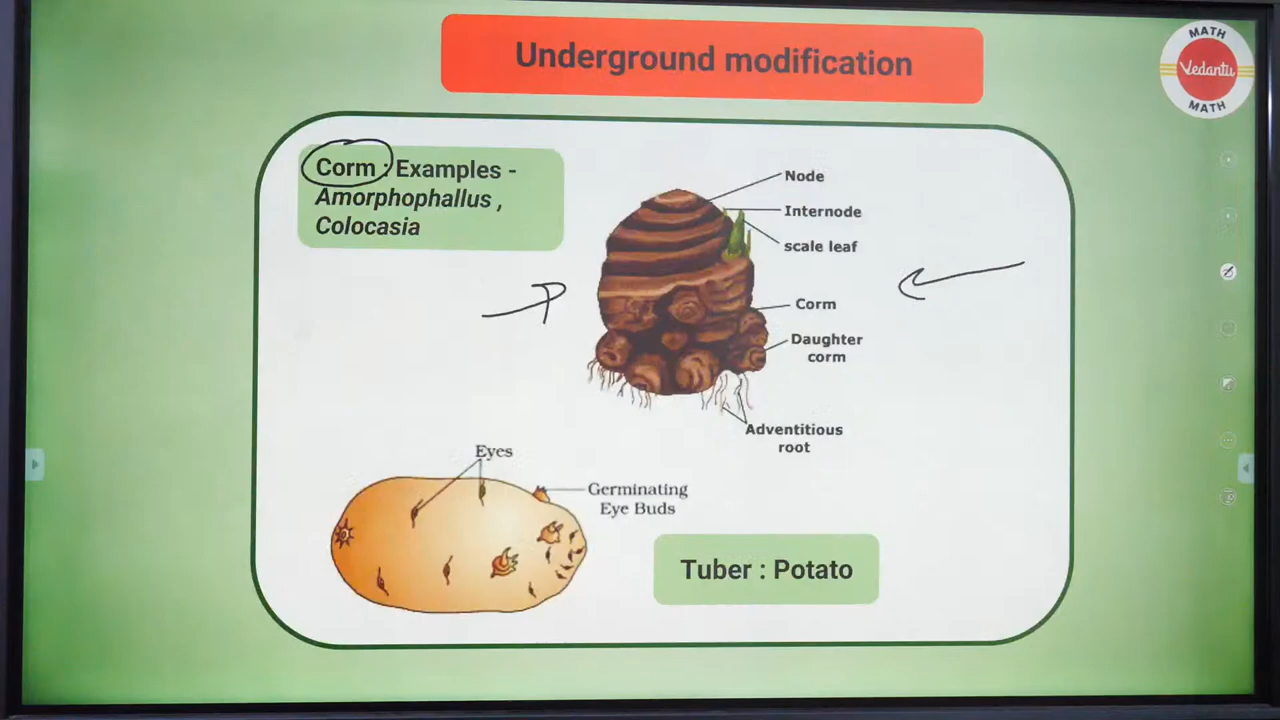 Underground modification
MATH
Vedantu
MATH
Corm : Examples -
Amorphophallus ,
Colocasia
Node
Internode
scale leaf
Corm
Daughter
corm
Adventitious
root
Eyes
Germinating
Eye Buds
Tuber : Potato